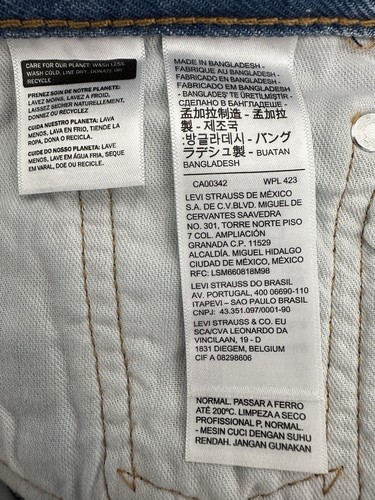 CARE FOR OUR PLANET: WASH LESS,
WASH COLD, LINE DRY, DONATE OR
RECYCLE
PRENEZ SOIN DE NOTRE PLANETE:
LAVEZ MOINS, LAVEZ A FROID,
LAISSEZ SECHER NATURELLEMENT,
DONNEZ OU RECYCLEZ
CUIDA NUESTRO PLANETA: LAVA
MENOS, LAVA EN FRIO, TIENDE LA
ROPA, DONA O RECICLA.
CUIDE DO NOSSO PLANETA: LAVE
MENOS, LAVE EM ÁGUA FRIA, SEQUE
EM VARAL, DOE OU RECICLE.
MADE IN BANGLADESH -
FABRIQUE AU BANGLADESH -
FABRICADO EN BANGLADESH -
FABRICADO EM BANGLADESH
- BANGLADEŞ' TE ÜRETİLMİŞTİR -
СДЕЛАНО В БАНГЛАДЕШЕ -
孟加拉制造 - 孟加拉
製 - 제조국
:방글라데시 - バング
ラデシュ製 - BUATAN
BANGLADESH
CA00342 WPL 423
LEVI STRAUSS DE MÉXICO
S.A. DE C.V.BLVD. MIGUEL DE
CERVANTES SAAVEDRA
NO. 301, TORRE NORTE PISO
7 COL. AMPLIACIÓN
GRANADA C.P. 11529
ALCALDÍA. MIGUEL HIDALGO
CIUDAD DE MÉXICO, MÉXICO
RFC: LSM660818M98
LEVI STRAUSS DO BRASIL
AV. PORTUGAL, 400 06690-110
ITAPEVI – SAO PAULO BRASIL
CNPJ: 43.351.097/0001-90
LEVI STRAUSS & CO. EU
SCA/CVA LEONARDO DA
VINCILAAN, 19 - D
1831 DIEGEM, BELGIUM
CIF A 08298606
NORMAL. PASSAR A FERRO
ATÉ 200ºC. LIMPEZA A SECO
PROFISSIONAL P, NORMAL.
- MESIN CUCI DENGAN SUHU
RENDAH. JANGAN GUNAKAN